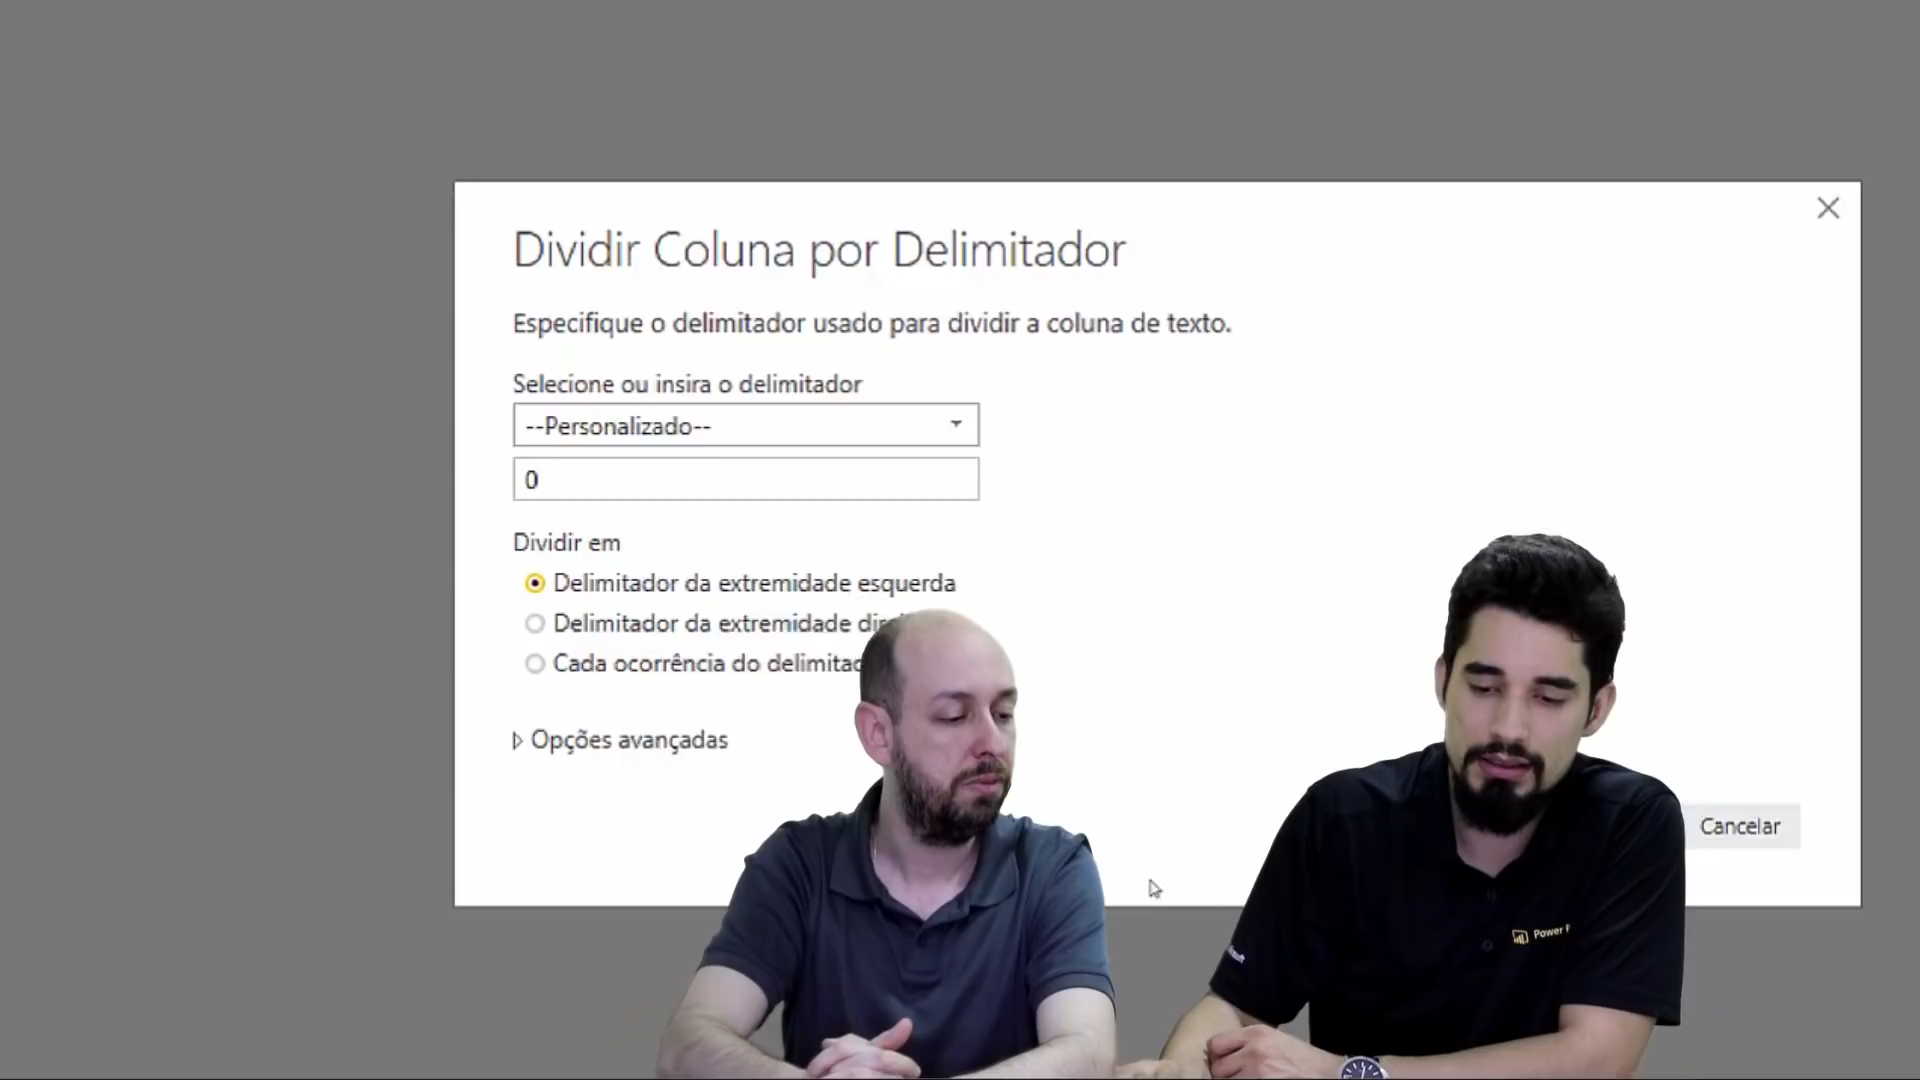 Dividir Coluna por Delimitador
Especifique o delimitador usado para dividir a coluna de texto.
Selecione ou insira o delimitador
--Personalizado--
0
Dividir em
Delimitador da extremidade esquerda
Delimitador da extremidade
Cada ocorrência do
Opções avançadas
Cancelar
Power